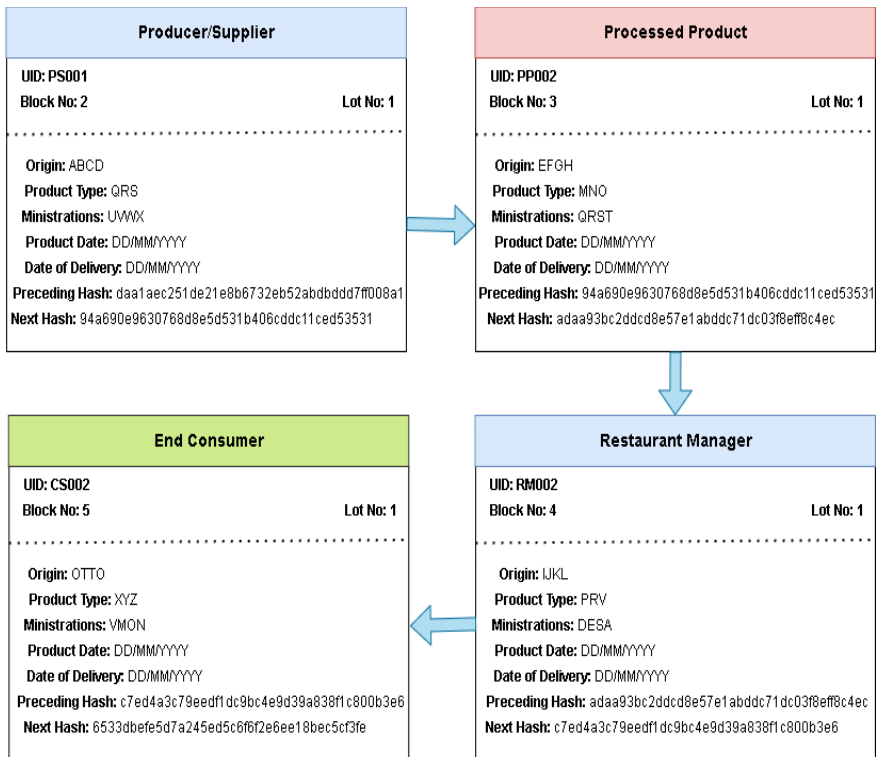 Producer/Supplier
UID: PS001
Block No: 2 Lot No: 1
Origin: ABCD
Product Type: QRS
Ministrations: UVWX
Product Date: DD/MM/YYYY
Date of Delivery: DD/MM/YYYY
Preceding Hash: daa1aec251de21e8b6732eb52abdbddd7ff008a1
Next Hash: 94a690e9630768d8e5d531b406cddc11ced53531
Processed Product
UID: PP002
Block No: 3 Lot No: 1
Origin: EFGH
Product Type: MNO
Ministrations: QRST
Product Date: DD/MM/YYYY
Date of Delivery: DD/MM/YYYY
Preceding Hash: 94a690e9630768d8e5d531b406cddc11ced53531
Next Hash: adaa93bc2ddcd8e57e1abddc71dc03f8eff8c4ec
Restaurant Manager
UID: RM002
Block No: 4 Lot No: 1
Origin: IJKL
Product Type: PRV
Ministrations: DESA
Product Date: DD/MM/YYYY
Date of Delivery: DD/MM/YYYY
Preceding Hash: adaa93bc2ddcd8e57e1abddc71dc03f8eff8c4ec
Next Hash: c7ed4a3c79eedf1dc9bc4e9d39a838f1c800b3e6
End Consumer
UID: CS002
Block No: 5 Lot No: 1
Origin: OTTO
Product Type: XYZ
Ministrations: VMON
Product Date: DD/MM/YYYY
Date of Delivery: DD/MM/YYYY
Preceding Hash: c7ed4a3c79eedf1dc9bc4e9d39a838f1c800b3e6
Next Hash: 6533dbefe5d7a245ed5c6f6f2e6ee18bec5cf3fe